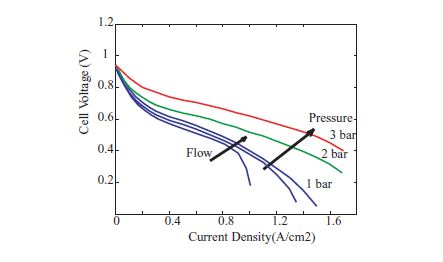 1.2
1
0.8
0.6
0.4
0.2
Cell Voltage (V)
Pressure
3 bar
2 bar
1 bar
Flow
0
0.4
0.8
1.2
1.6
Current Density(A/cm2)